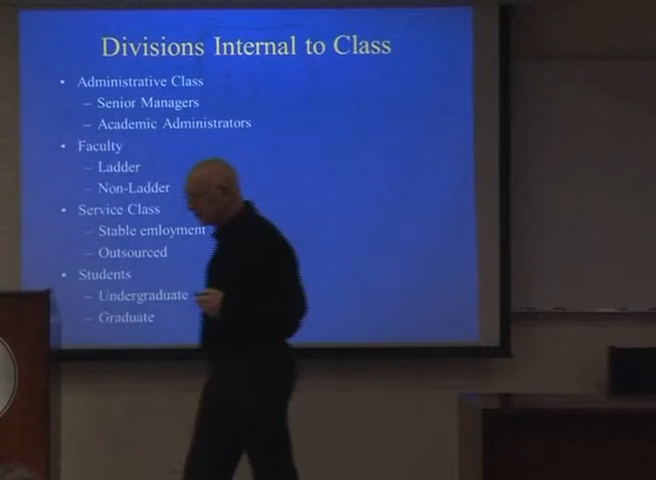 Divisions Internal to Class
• Administrative Class
– Senior Managers
– Academic Administrators
• Faculty
– Ladder
– Non-Ladder
• Service Class
– Stable emloyment
– Outsourced
• Students
– Undergraduate
– Graduate